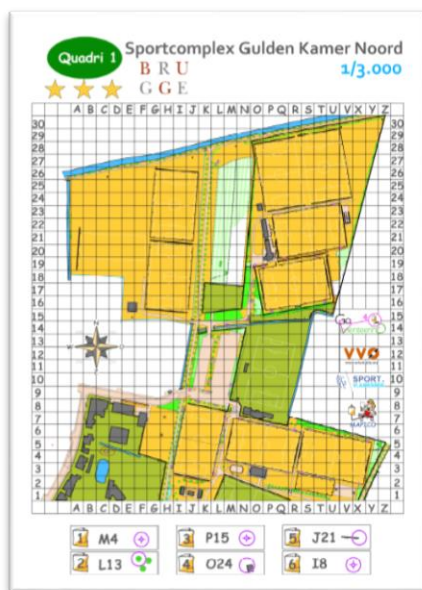 Quadri 1
Sportcomplex Gulden Kamer Noord
B R U
G G E
1/3.000
A B C D E F G H I J K L M N O P Q R S T U V X Y Z
30
29
28
27
26
25
24
23
22
21
20
19
18
17
16
15
14
13
12
11
10
9
8
7
6
5
4
3
2
1
VVO
SPORT.
A B C D E F G H I J K L M N O P Q R S T U V X Y Z
1 M4
3 P15
5 J21
2 L13
4 O24
6 I8